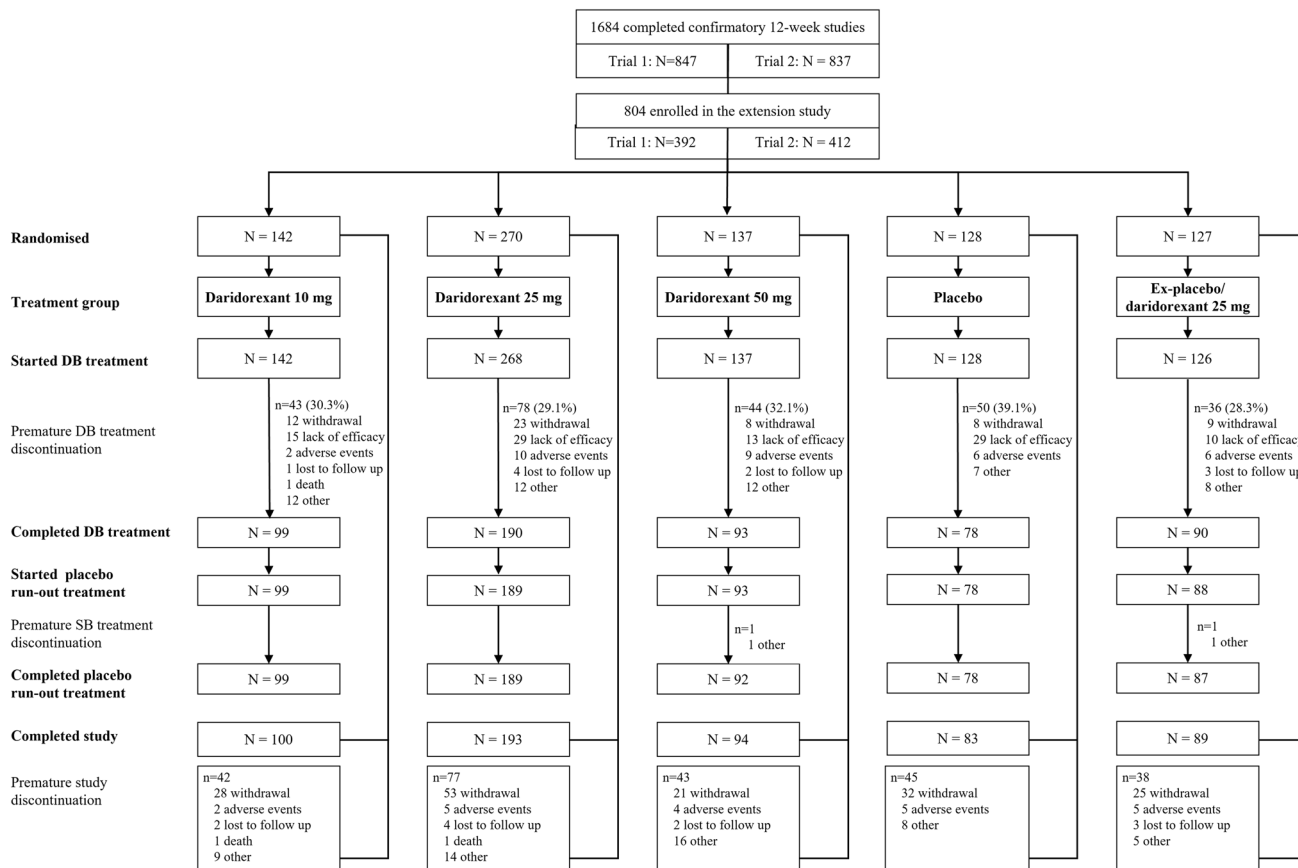 1684 completed confirmatory 12-week studies
Trial 1: N=847 Trial 2: N = 837
804 enrolled in the extension study
Trial 1: N=392 Trial 2: N = 412
Randomised
N = 142
N = 270
N = 137
N = 128
N = 127
Treatment group
Daridorexant 10 mg
Daridorexant 25 mg
Daridorexant 50 mg
Placebo
Ex-placebo/
daridorexant 25 mg
Started DB treatment
N = 142
N = 268
N = 137
N = 128
N = 126
Premature DB treatment
discontinuation
n=43 (30.3%)
12 withdrawal
15 lack of efficacy
2 adverse events
1 lost to follow up
1 death
12 other
n=78 (29.1%)
23 withdrawal
29 lack of efficacy
10 adverse events
4 lost to follow up
12 other
n=44 (32.1%)
8 withdrawal
13 lack of efficacy
9 adverse events
2 lost to follow up
12 other
n=50 (39.1%)
8 withdrawal
29 lack of efficacy
6 adverse events
7 other
n=36 (28.3%)
9 withdrawal
10 lack of efficacy
6 adverse events
3 lost to follow up
8 other
Completed DB treatment
N = 99
N = 190
N = 93
N = 78
N = 90
Started placebo
run-out treatment
N = 99
N = 189
N = 93
N = 78
N = 88
Premature SB treatment
discontinuation
n=1
1 other
n=1
1 other
Completed placebo
run-out treatment
N = 99
N = 189
N = 92
N = 78
N = 87
Completed study
N = 100
N = 193
N = 94
N = 83
N = 89
Premature study
discontinuation
n=42
28 withdrawal
2 adverse events
2 lost to follow up
1 death
9 other
n=77
53 withdrawal
5 adverse events
4 lost to follow up
1 death
14 other
n=43
21 withdrawal
4 adverse events
2 lost to follow up
16 other
n=45
32 withdrawal
5 adverse events
8 other
n=38
25 withdrawal
5 adverse events
3 lost to follow up
5 other